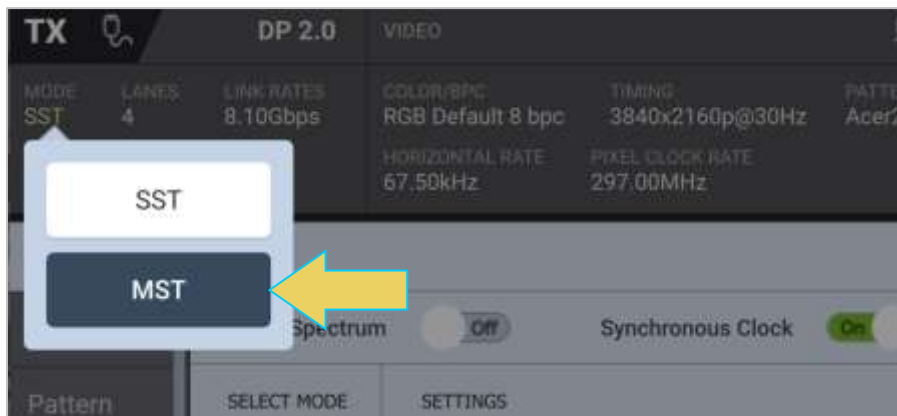 TX DP 2.0 VIDEO
MODE LANES LINK RATES COLOR/BPC TIMING
SST 4 8.10Gbps RGB Default 8 bpc 3840x2160p@30Hz
HORIZONTAL RATE PIXEL CLOCK RATE
67.50kHz 297.00MHz
SST
MST
Spectrum Off Synchronous Clock On
Pattern SELECT MODE SETTINGS